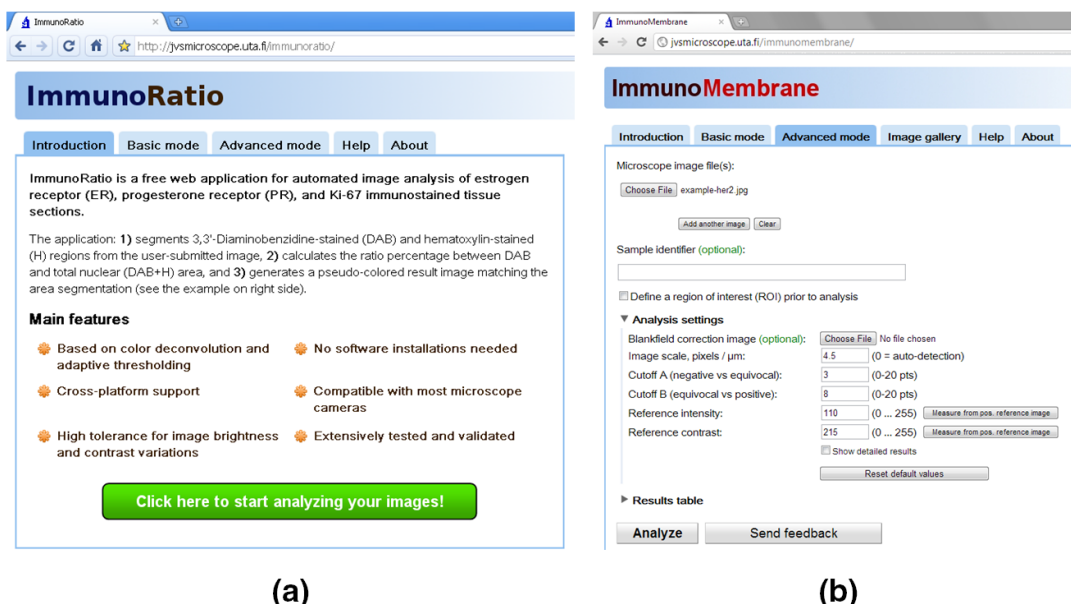 ImmunoRatio
http://jvsmicroscope.uta.fi/immunoratio/
ImmunoRatio
Introduction Basic mode Advanced mode Help About
ImmunoRatio is a free web application for automated image analysis of estrogen
receptor (ER), progesterone receptor (PR), and Ki-67 immunostained tissue
sections.
The application: 1) segments 3,3'-Diaminobenzidine-stained (DAB) and hematoxylin-stained
(H) regions from the user-submitted image, 2) calculates the ratio percentage between DAB
and total nuclear (DAB+H) area, and 3) generates a pseudo-colored result image matching the
area segmentation (see the example on right side).
Main features
Based on color deconvolution and
adaptive thresholding
No software installations needed
Cross-platform support
Compatible with most microscope
cameras
High tolerance for image brightness
and contrast variations
Extensively tested and validated
Click here to start analyzing your images!
(a)
ImmunoMembrane
jvsmicroscope.uta.fi/immunomembrane/
ImmunoMembrane
Introduction Basic mode Advanced mode Image gallery Help About
Microscope image file(s):
Choose File example-her2.jpg
Add another image Clear
Sample identifier (optional):
Define a region of interest (ROI) prior to analysis
Analysis settings
Blankfield correction image (optional): Choose File No file chosen
Image scale, pixels / µm: 4.5 (0 = auto-detection)
Cutoff A (negative vs equivocal): 3 (0-20 pts)
Cutoff B (equivocal vs positive): 8 (0-20 pts)
Reference intensity: 110 (0 ... 255) Measure from pos. reference image
Reference contrast: 215 (0 ... 255) Measure from pos. reference image
Show detailed results
Reset default values
Results table
Analyze Send feedback
(b)